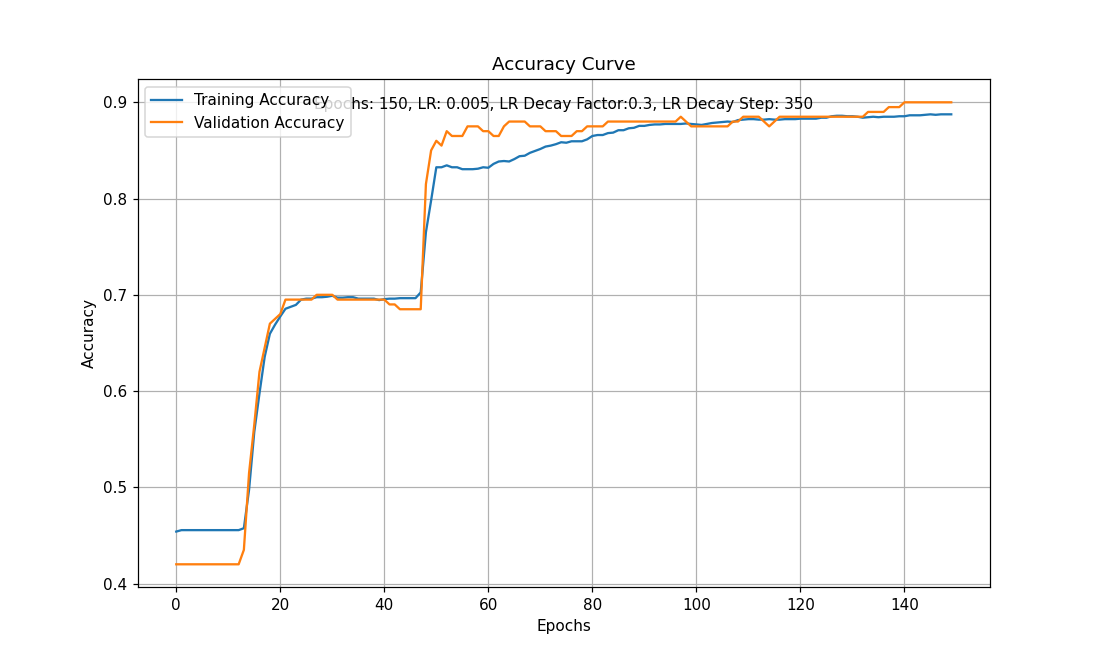 Accuracy Curve
Epochs: 150, LR: 0.005, LR Decay Factor:0.3, LR Decay Step: 350
Training Accuracy
Validation Accuracy
Accuracy
0.9
0.8
0.7
0.6
0.5
0.4
0 20 40 60 80 100 120 140
Epochs